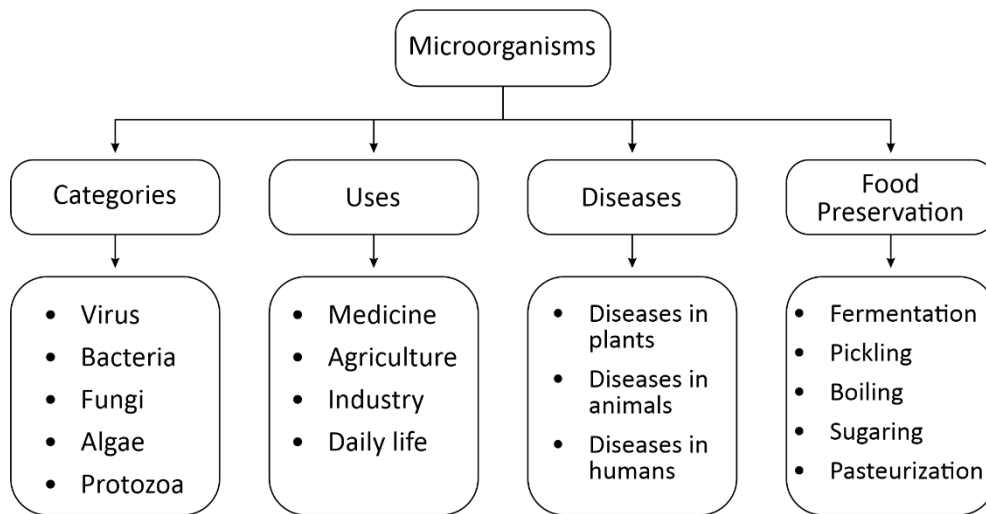 Microorganisms
Categories
Uses
Diseases
Food
Preservation
• Virus
• Bacteria
• Fungi
• Algae
• Protozoa
• Medicine
• Agriculture
• Industry
• Daily life
• Diseases in
plants
• Diseases in
animals
• Diseases in
humans
• Fermentation
• Pickling
• Boiling
• Sugaring
• Pasteurization